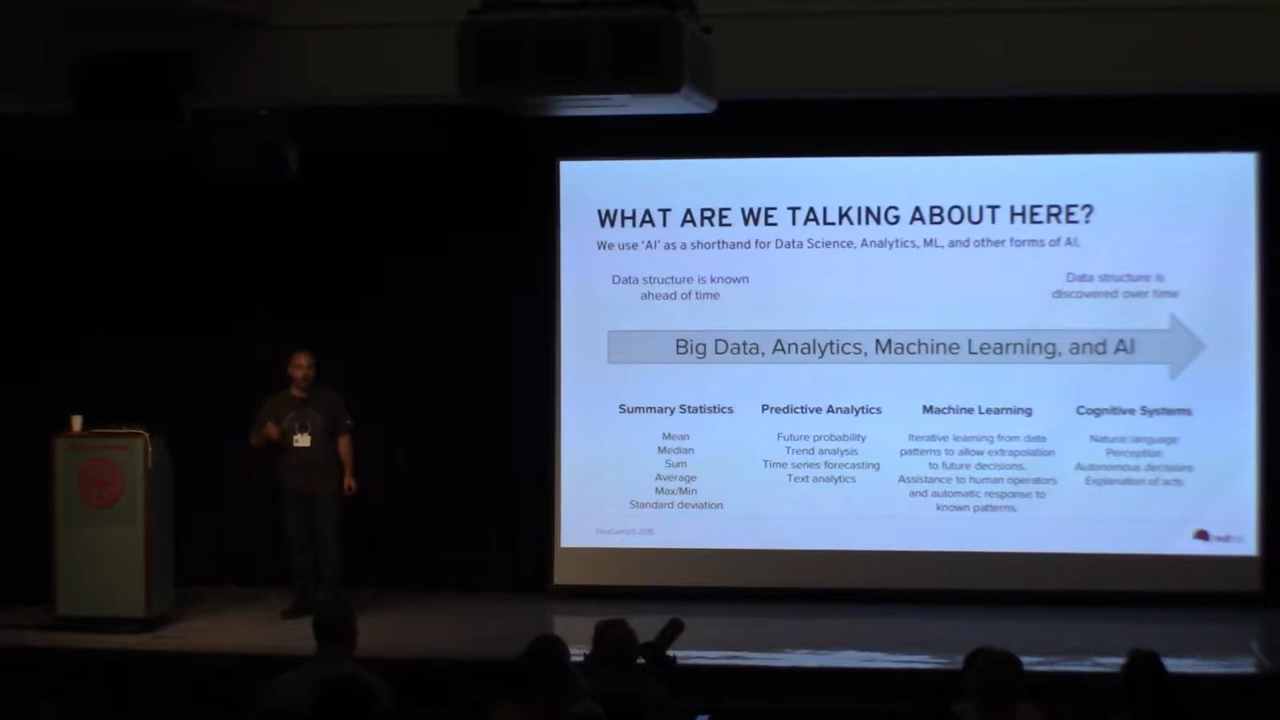 WHAT ARE WE TALKING ABOUT HERE?
We use 'AI' as a shorthand for Data Science, Analytics, ML, and other forms of AI.
Data structure is known
ahead of time
Data structure is
discovered over time
Big Data, Analytics, Machine Learning, and AI
Summary Statistics
Mean
Median
Sum
Average
Max/Min
Standard deviation
Predictive Analytics
Future probability
Trend analysis
Time series forecasting
Text analytics
Machine Learning
Iterative learning from data
patterns to allow extrapolation
to future decisions.
Assistance to human operators
and automatic response to
known patterns.
Cognitive Systems
Natural language
Perception
Autonomous decisions
Explanation of acts
redhat